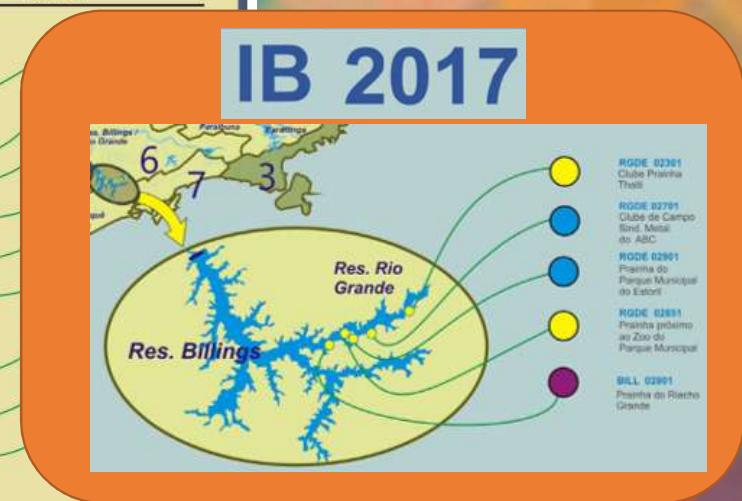 IB 2017
6
7
3
Res. Rio
Grande
Res. Billings
RGDE 02301
Clube Prainha
Thaiti
RGDE 02701
Clube de Campo
Sind. Metal
do ABC
RGDE 02901
Prainha do
Parque Municipal
do Estoril
RGDE 02851
Prainha próximo
ao Zoo do
Parque Municipal
BILL 02801
Prainha do Riacho
Grande